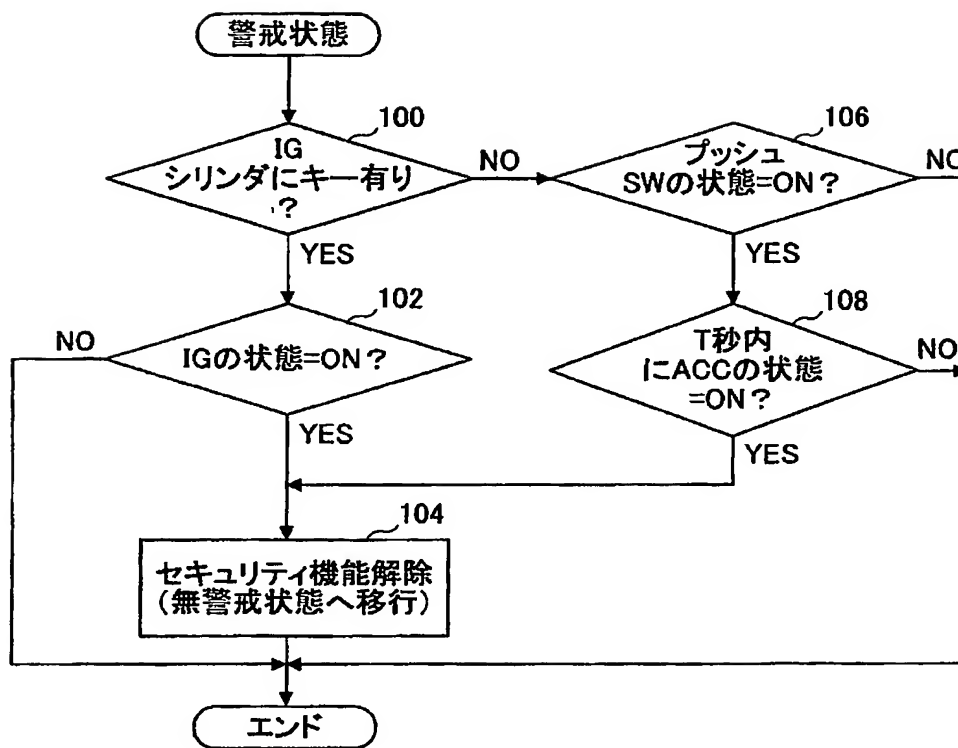 警戒状態
100
IG
シリンダにキー有り
?
NO
YES
106
プッシュ
SWの状態=ON?
NO
YES
102
IGの状態=ON?
NO
YES
108
T秒内
にACCの状態
=ON?
NO
YES
104
セキュリティ機能解除
(無警戒状態へ移行)
エンド